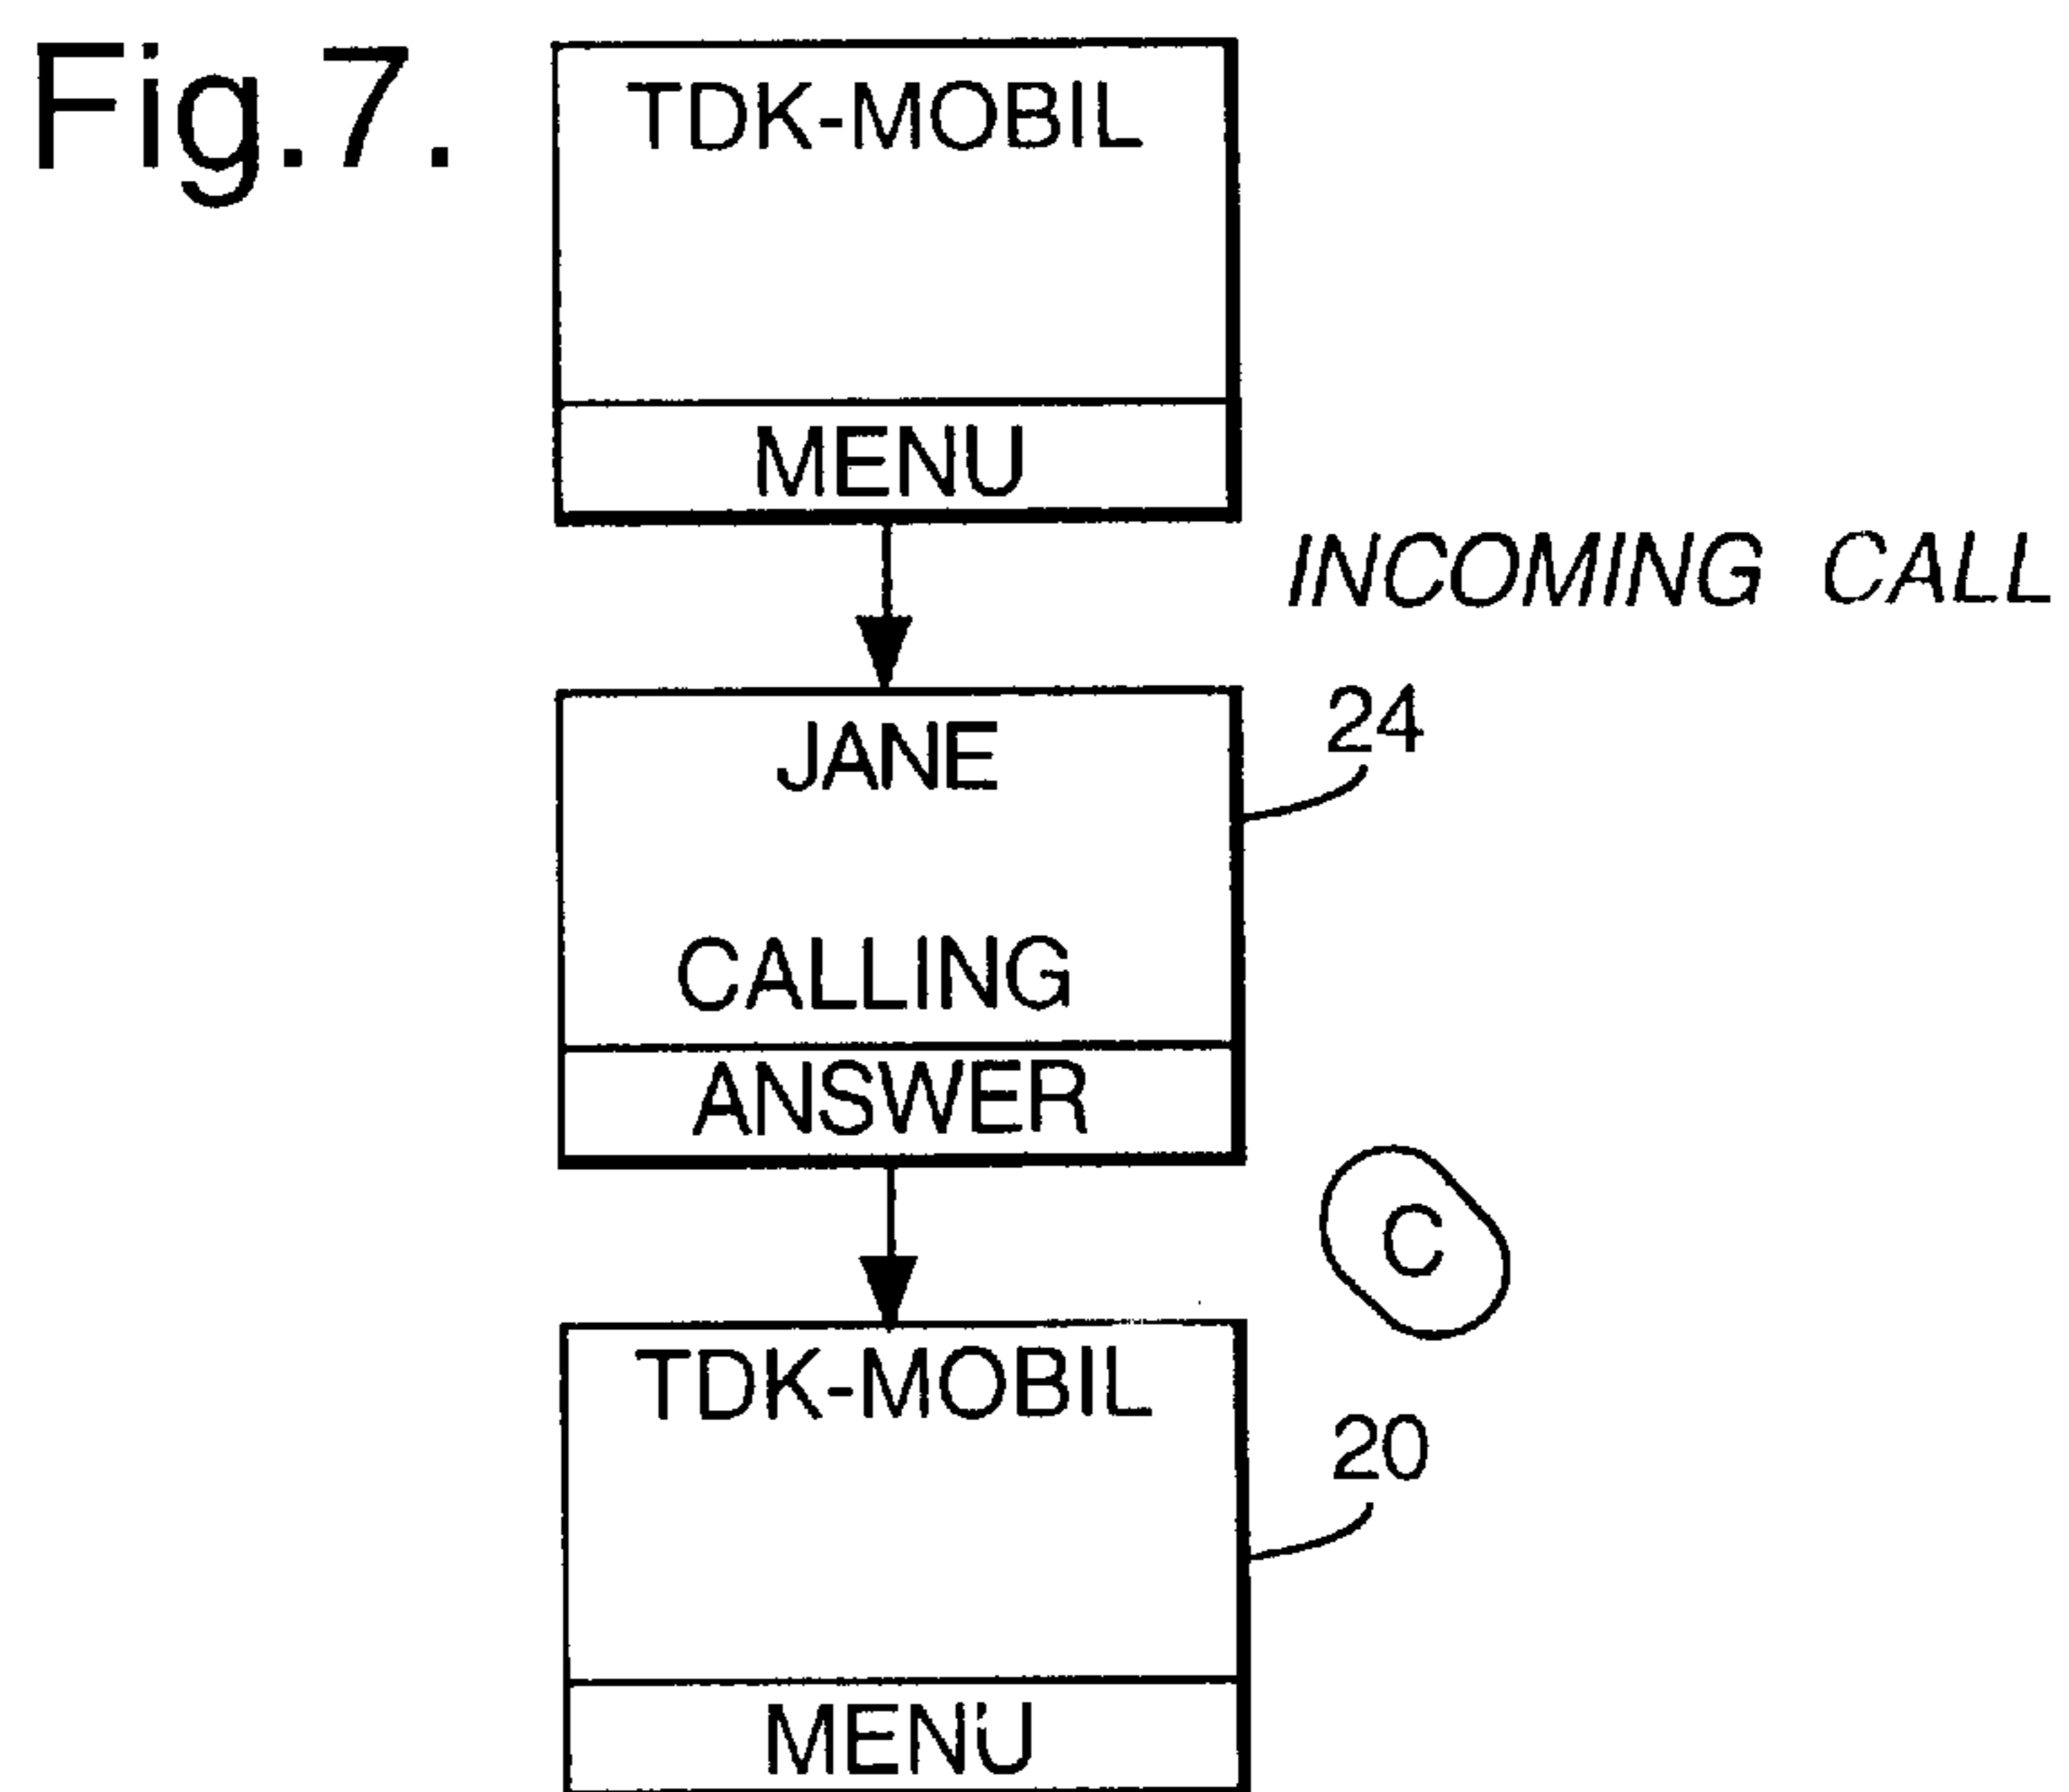 Fig.7.
TDK-MOBIL
MENU
INCOMING CALL
JANE
24
CALLING
ANSWER
C
TDK-MOBIL
20
MENU